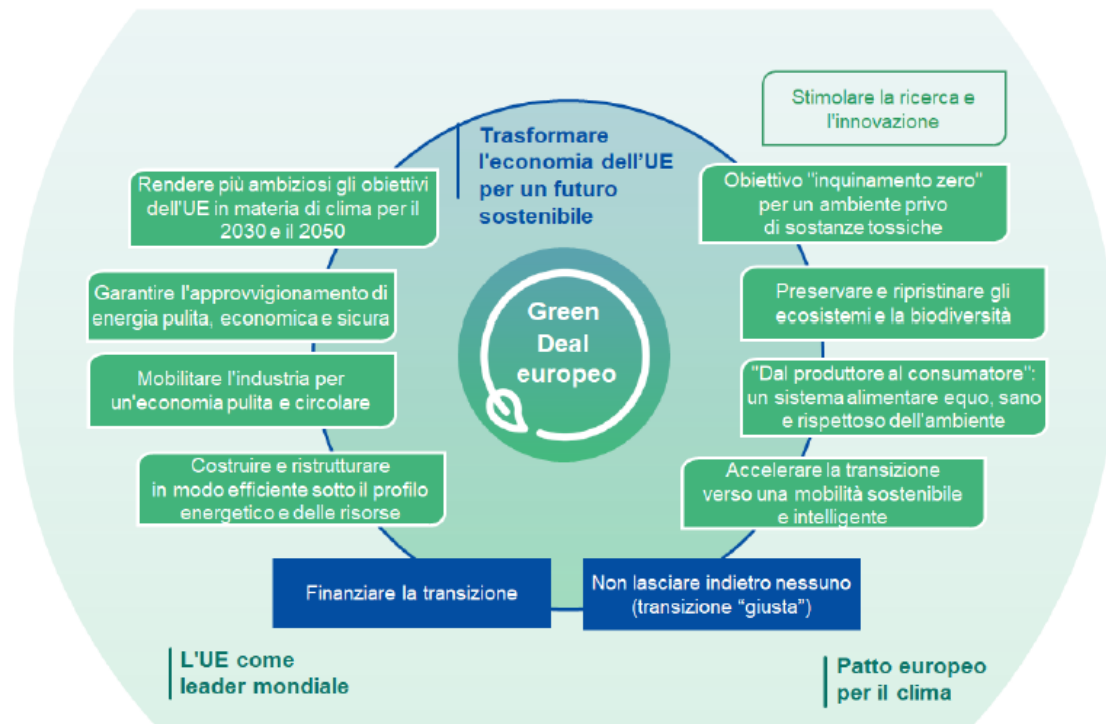 Stimolare la ricerca e
l'innovazione
Trasformare
l'economia dell'UE
per un futuro
sostenibile
Rendere più ambiziosi gli obiettivi
dell'UE in materia di clima per il
2030 e il 2050
Obiettivo "inquinamento zero"
per un ambiente privo
di sostanze tossiche
Garantire l'approvvigionamento di
energia pulita, economica e sicura
Preservare e ripristinare gli
ecosistemi e la biodiversità
Green
Deal
europeo
Mobilitare l'industria per
un'economia pulita e circolare
"Dal produttore al consumatore":
un sistema alimentare equo, sano
e rispettoso dell'ambiente
Costruire e ristrutturare
in modo efficiente sotto il profilo
energetico e delle risorse
Accelerare la transizione
verso una mobilità sostenibile
e intelligente
Finanziare la transizione
Non lasciare indietro nessuno
(transizione “giusta”)
L'UE come
leader mondiale
Patto europeo
per il clima